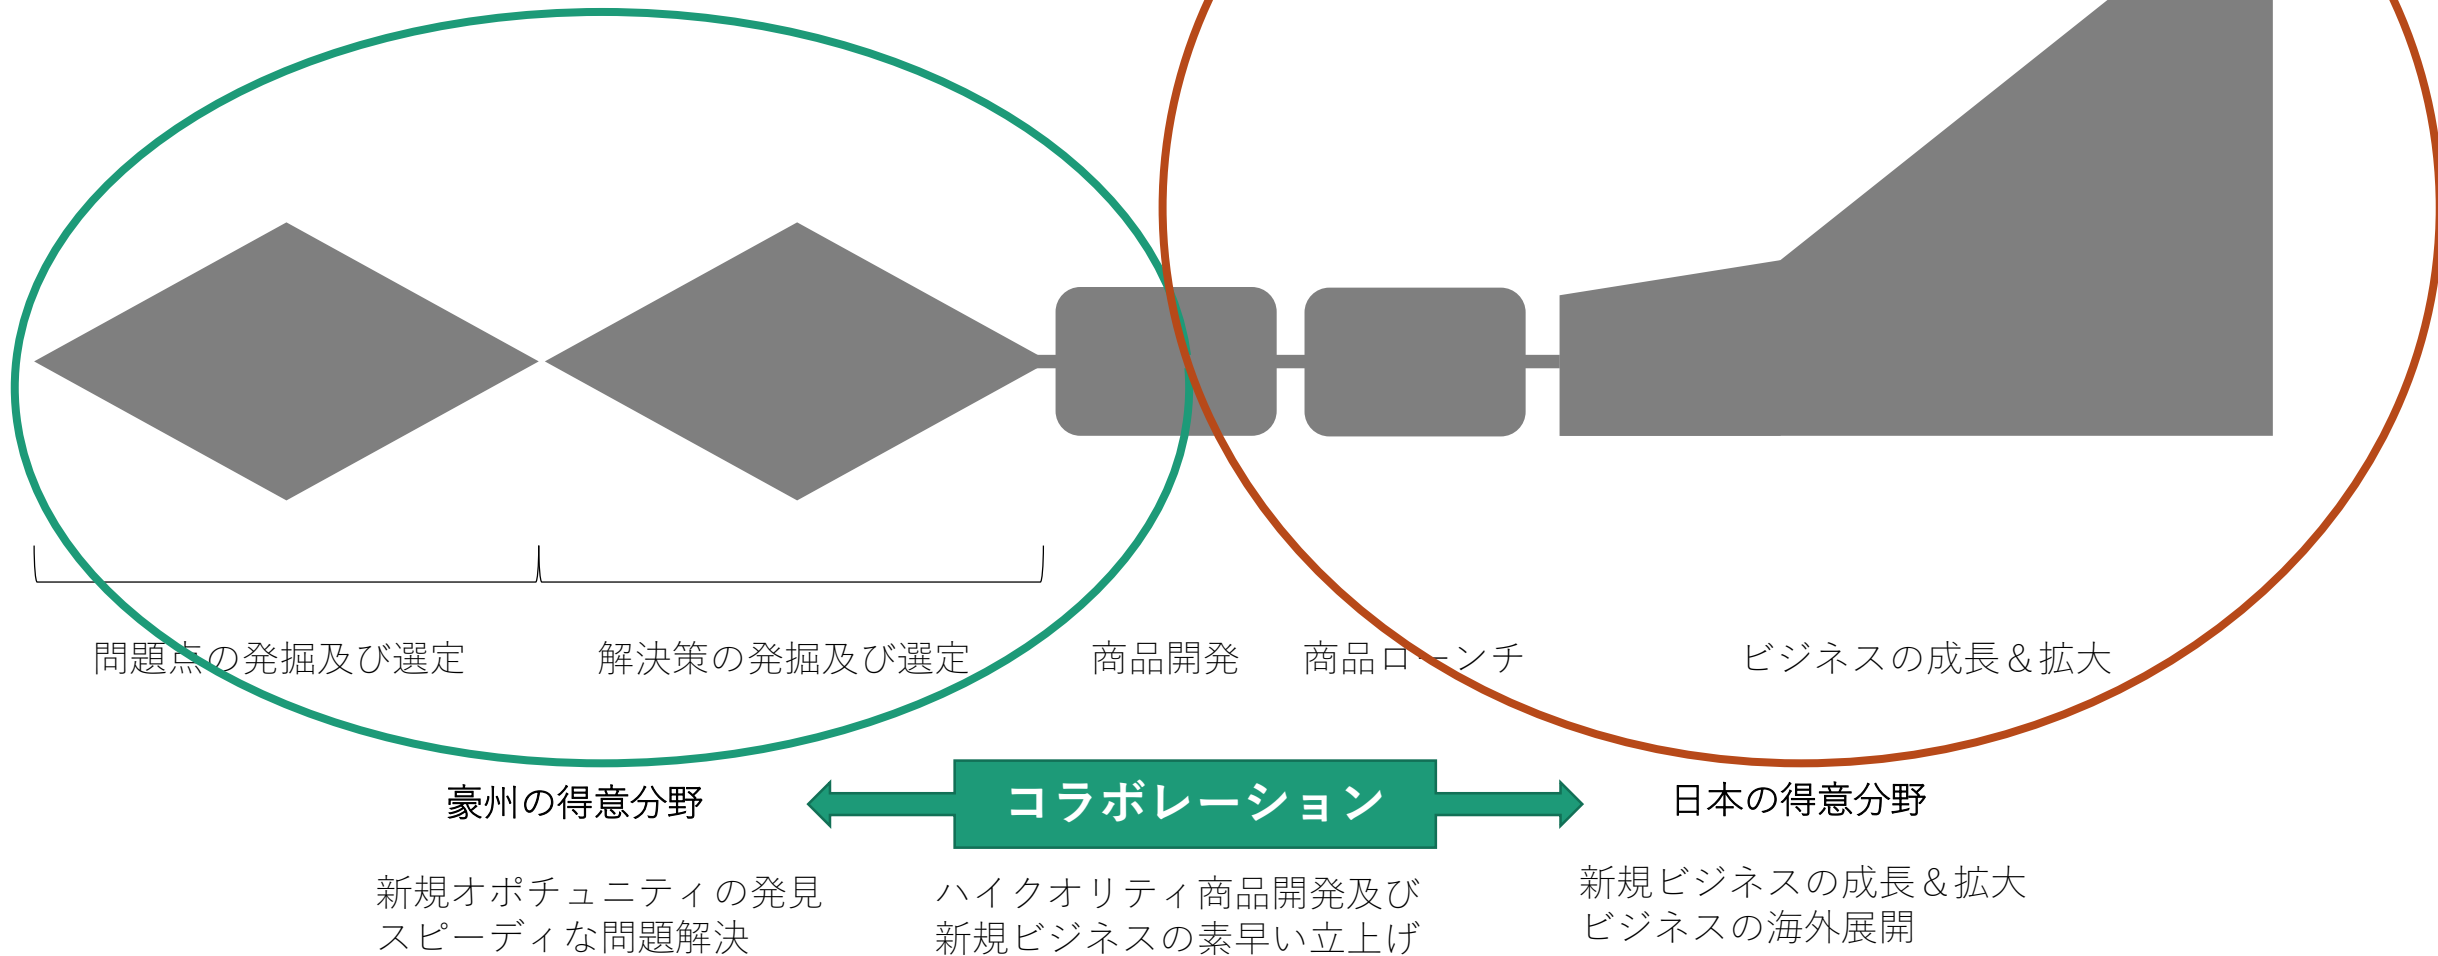 問題点の発掘及び選定
解決策の発掘及び選定
商品開発
商品ローンチ
ビジネスの成長＆拡大
豪州の得意分野
コラボレーション
日本の得意分野
新規オポチュニティの発見
スピーディな問題解決
ハイクオリティ商品開発及び
新規ビジネスの素早い立上げ
新規ビジネスの成長＆拡大
ビジネスの海外展開